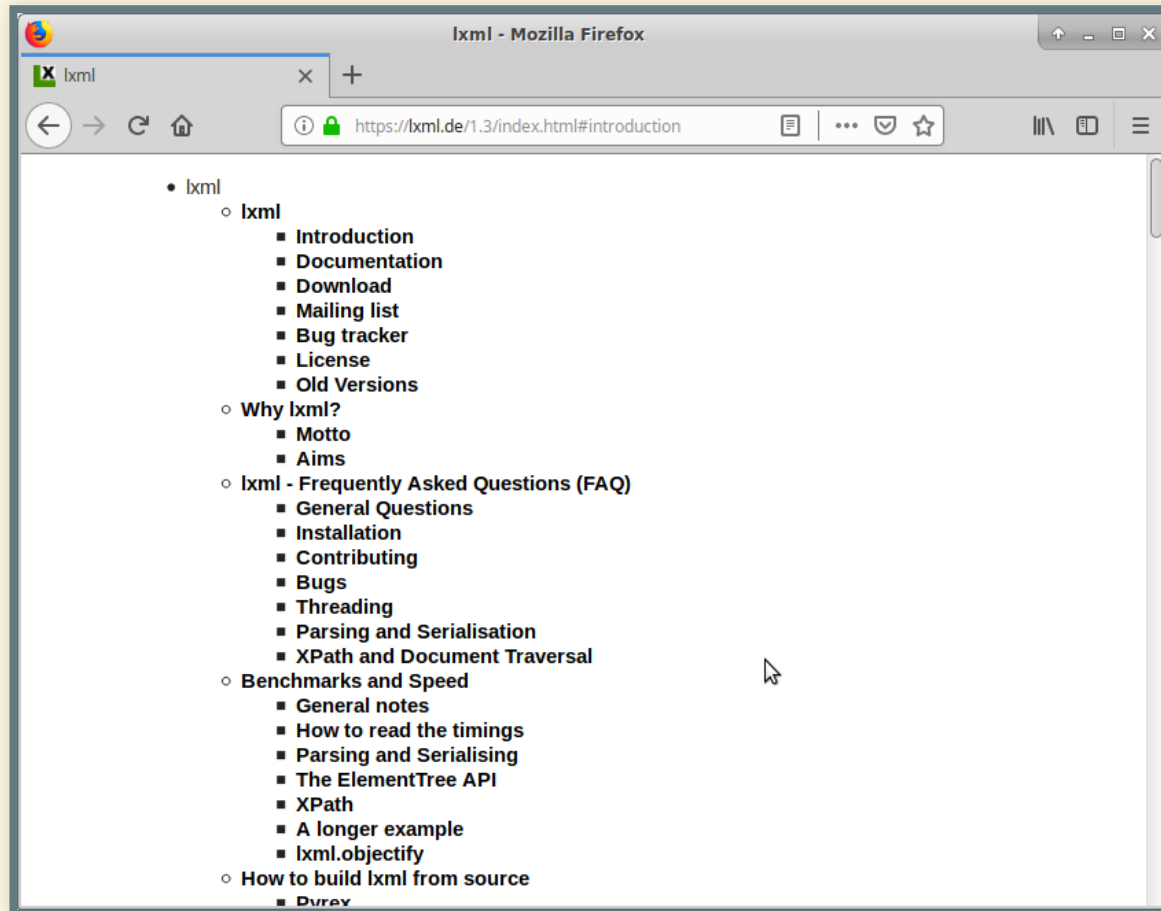 lxml - Mozilla Firefox
lxml
https://lxml.de/1.3/index.html#introduction
lxml
lxml
Introduction
Documentation
Download
Mailing list
Bug tracker
License
Old Versions
Why lxml?
Motto
Aims
lxml - Frequently Asked Questions (FAQ)
General Questions
Installation
Contributing
Bugs
Threading
Parsing and Serialisation
XPath and Document Traversal
Benchmarks and Speed
General notes
How to read the timings
Parsing and Serialising
The ElementTree API
XPath
A longer example
lxml.objectify
How to build lxml from source
Pyrex